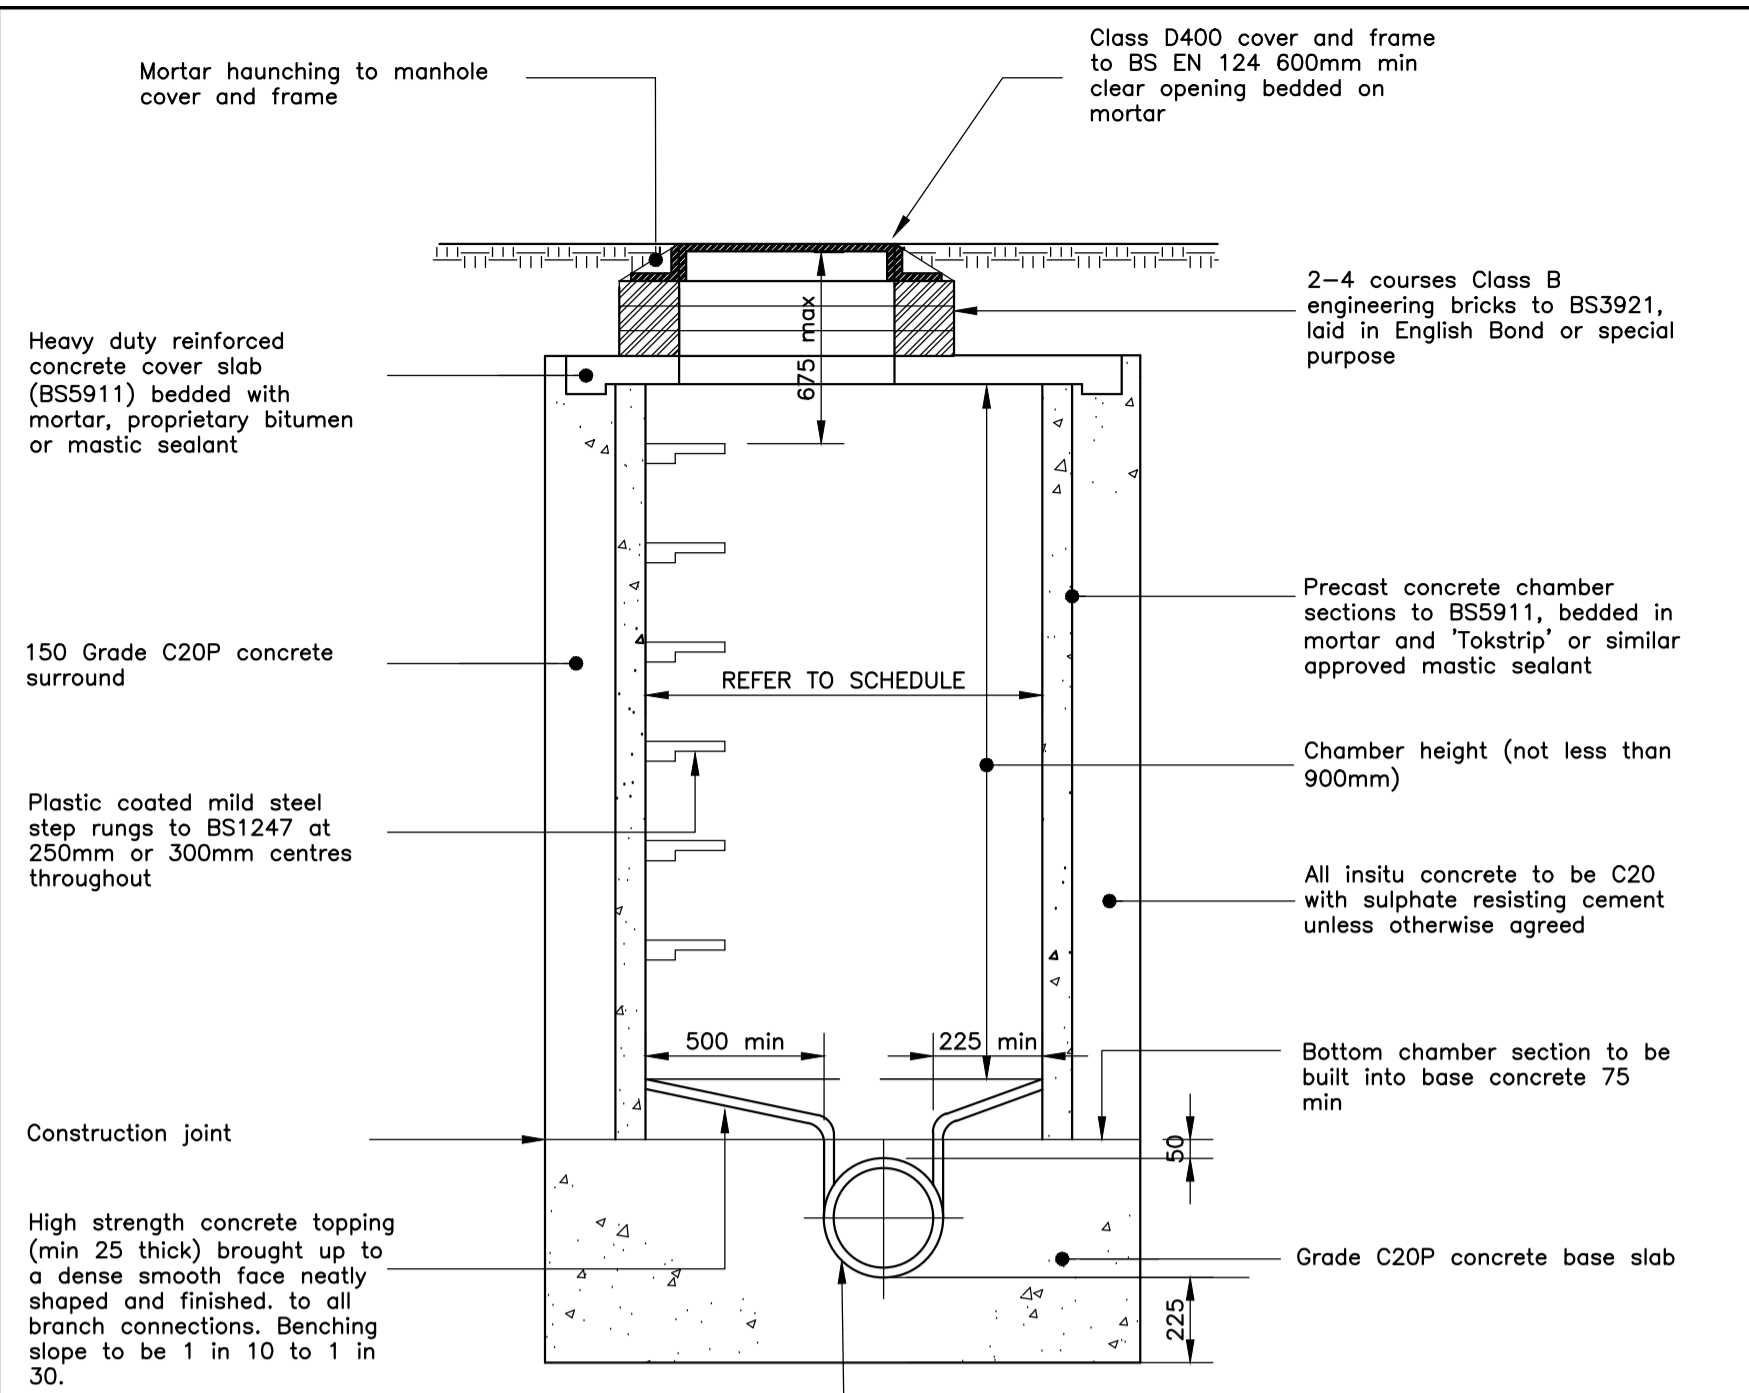 Mortar haunching to manhole
cover and frame
Class D400 cover and frame
to BS EN 124 600mm min
clear opening bedded on
mortar
2-4 courses Class B
engineering bricks to BS3921,
laid in English Bond or special
purpose
675 max
Heavy duty reinforced
concrete cover slab
(BS5911) bedded with
mortar, proprietary bitumen
or mastic sealant
Precast concrete chamber
sections to BS5911, bedded in
mortar and 'Tokstrip' or similar
approved mastic sealant
150 Grade C20P concrete
surround
REFER TO SCHEDULE
Chamber height (not less than
900mm)
Plastic coated mild steel
step rungs to BS1247 at
250mm or 300mm centres
throughout
All insitu concrete to be C20
with sulphate resisting cement
unless otherwise agreed
500 min
225 min
Bottom chamber section to be
built into base concrete 75
min
Construction joint
50
High strength concrete topping
(min 25 thick) brought up to
a dense smooth face neatly
shaped and finished. to all
branch connections. Benching
slope to be 1 in 10 to 1 in
30.
Grade C20P concrete base slab
225